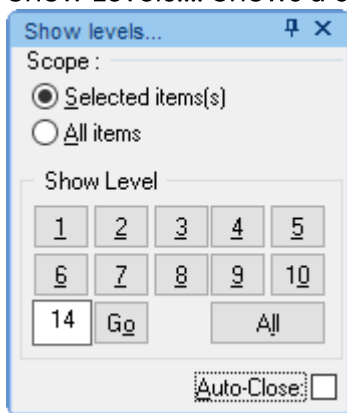 Show levels...
Scope :
Selected items(s)
All items
Show Level
1 2 3 4 5
6 7 8 9 10
14 Go All
Auto-Close: